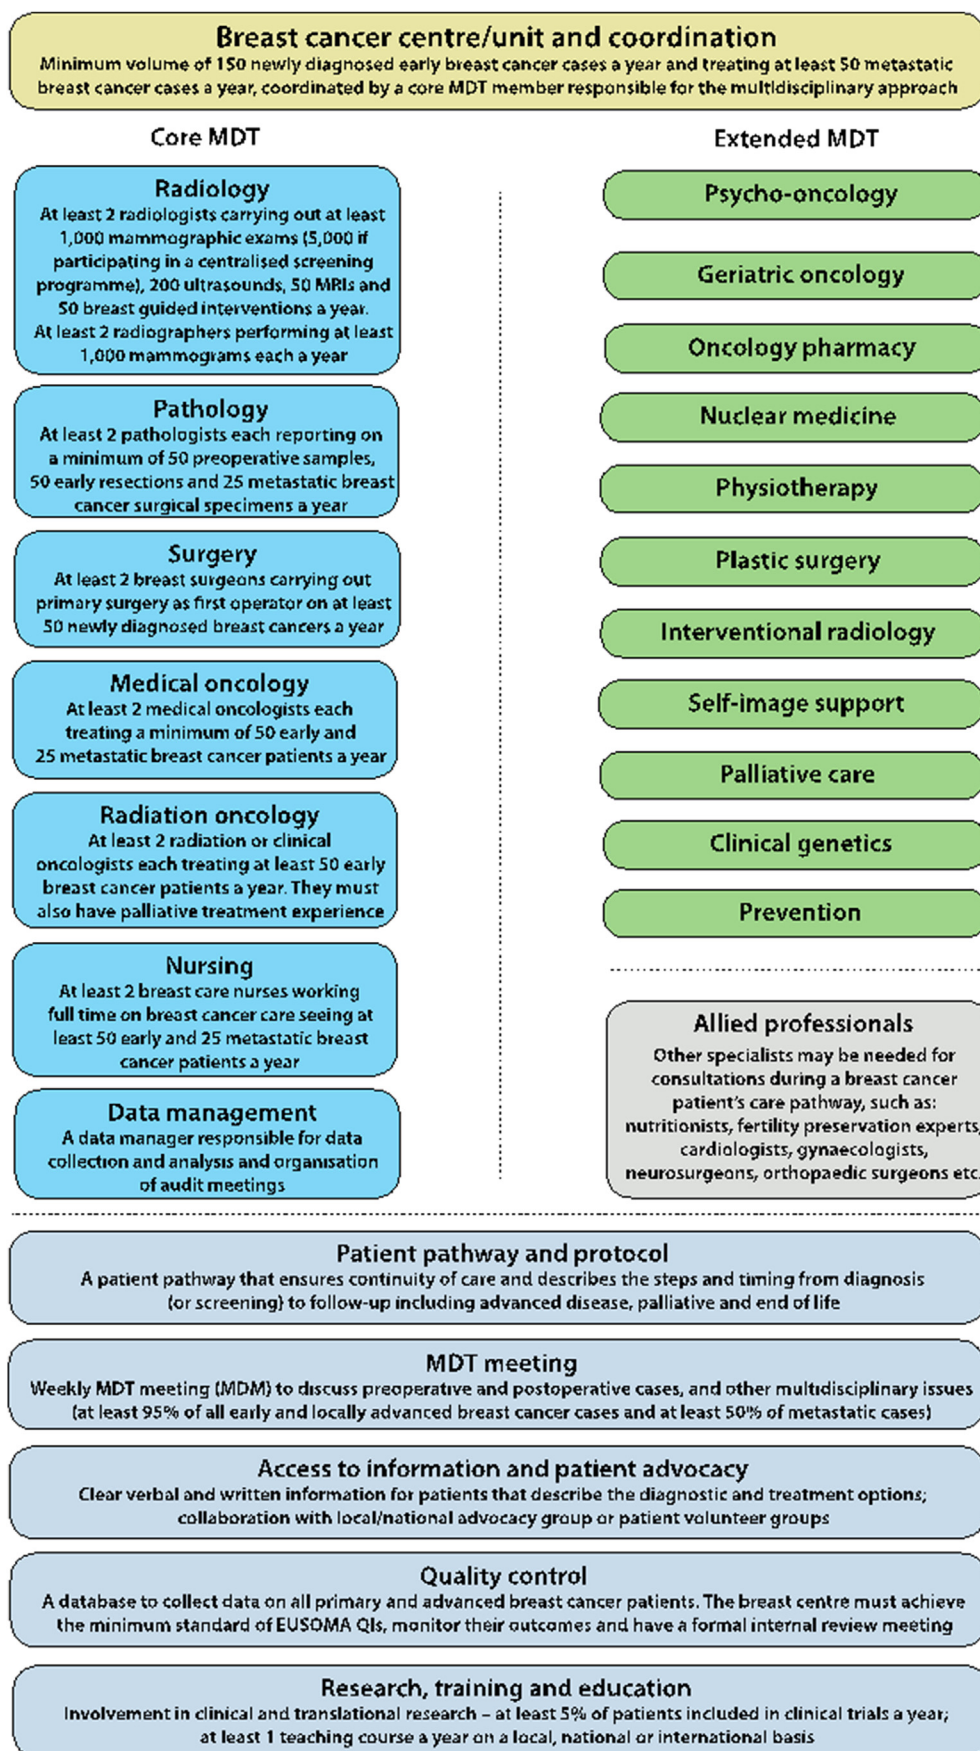 Breast cancer centre/unit and coordination
Minimum volume of 150 newly diagnosed early breast cancer cases a year and treating at least 50 metastatic
breast cancer cases a year, coordinated by a core MDT member responsible for the multidisciplinary approach
Core MDT
Radiology
At least 2 radiologists carrying out at least
1,000 mammographic exams (5,000 if
participating in a centralised screening
programme), 200 ultrasounds, 50 MRIs and
50 breast guided interventions a year.
At least 2 radiographers performing at least
1,000 mammograms each a year
Pathology
At least 2 pathologists each reporting on
a minimum of 50 preoperative samples,
50 early resections and 25 metastatic breast
cancer surgical specimens a year
Surgery
At least 2 breast surgeons carrying out
primary surgery as first operator on at least
50 newly diagnosed breast cancers a year
Medical oncology
At least 2 medical oncologists each
treating a minimum of 50 early and
25 metastatic breast cancer patients a year
Radiation oncology
At least 2 radiation or clinical
oncologists each treating at least 50 early
breast cancer patients a year. They must
also have palliative treatment experience
Nursing
At least 2 breast care nurses working
full time on breast cancer care seeing at
least 50 early and 25 metastatic breast
cancer patients a year
Data management
A data manager responsible for data
collection and analysis and organisation
of audit meetings
Extended MDT
Psycho-oncology
Geriatric oncology
Oncology pharmacy
Nuclear medicine
Physiotherapy
Plastic surgery
Interventional radiology
Self-image support
Palliative care
Clinical genetics
Prevention
Allied professionals
Other specialists may be needed for
consultations during a breast cancer
patient's care pathway, such as:
nutritionists, fertility preservation experts,
cardiologists, gynaecologists,
neurosurgeons, orthopaedic surgeons etc.
Patient pathway and protocol
A patient pathway that ensures continuity of care and describes the steps and timing from diagnosis
(or screening) to follow-up including advanced disease, palliative and end of life
MDT meeting
Weekly MDT meeting (MDM) to discuss preoperative and postoperative cases, and other multidisciplinary issues
(at least 95% of all early and locally advanced breast cancer cases and at least 50% of metastatic cases)
Access to information and patient advocacy
Clear verbal and written information for patients that describe the diagnostic and treatment options;
collaboration with local/national advocacy group or patient volunteer groups
Quality control
A database to collect data on all primary and advanced breast cancer patients. The breast centre must achieve
the minimum standard of EUSOMA QIs, monitor their outcomes and have a formal internal review meeting
Research, training and education
Involvement in clinical and translational research – at least 5% of patients included in clinical trials a year;
at least 1 teaching course a year on a local, national or international basis